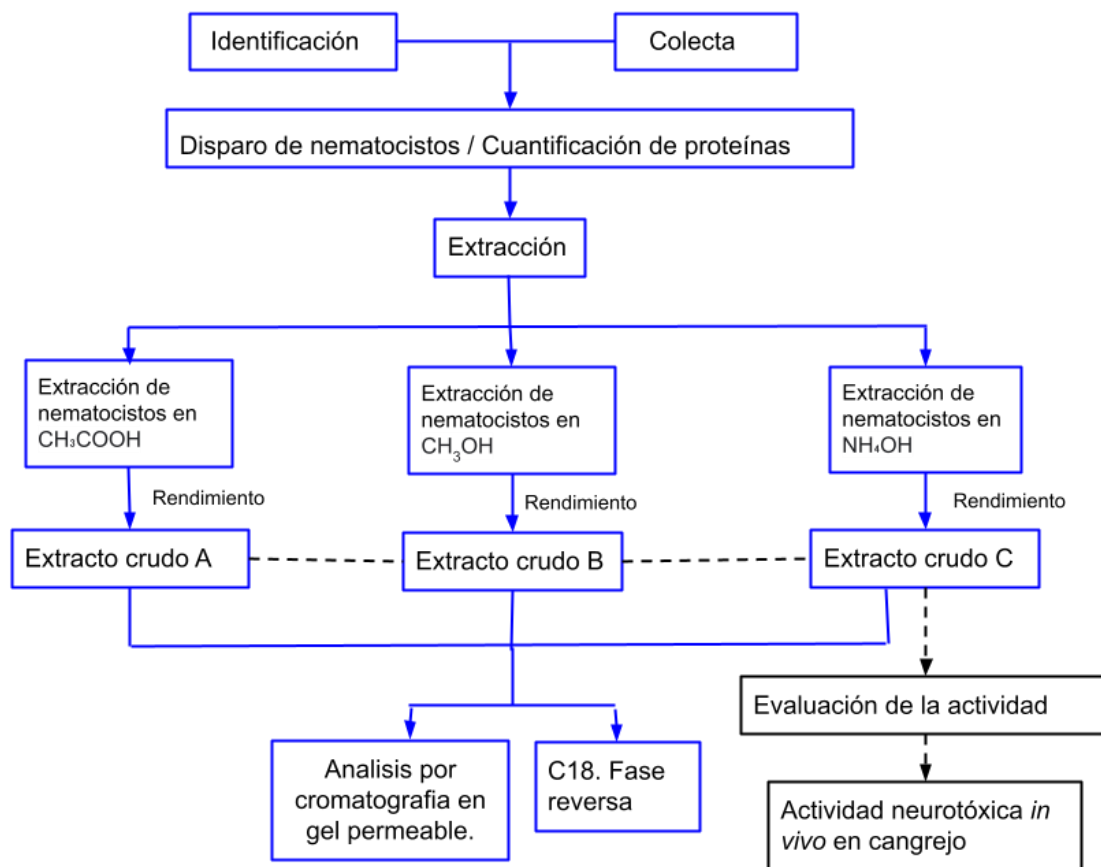 Identificación
Colecta
Disparo de nematocistos / Cuantificación de proteínas
Extracción
Extracción de
nematocistos en
CH₃COOH
Extracción de
nematocistos en
CH₃OH
Extracción de
nematocistos en
NH₄OH
Rendimiento
Rendimiento
Rendimiento
Extracto crudo A
Extracto crudo B
Extracto crudo C
Evaluación de la actividad
Analisis por
cromatografia en
gel permeable.
C18. Fase
reversa
Actividad neurotóxica in
vivo en cangrejo